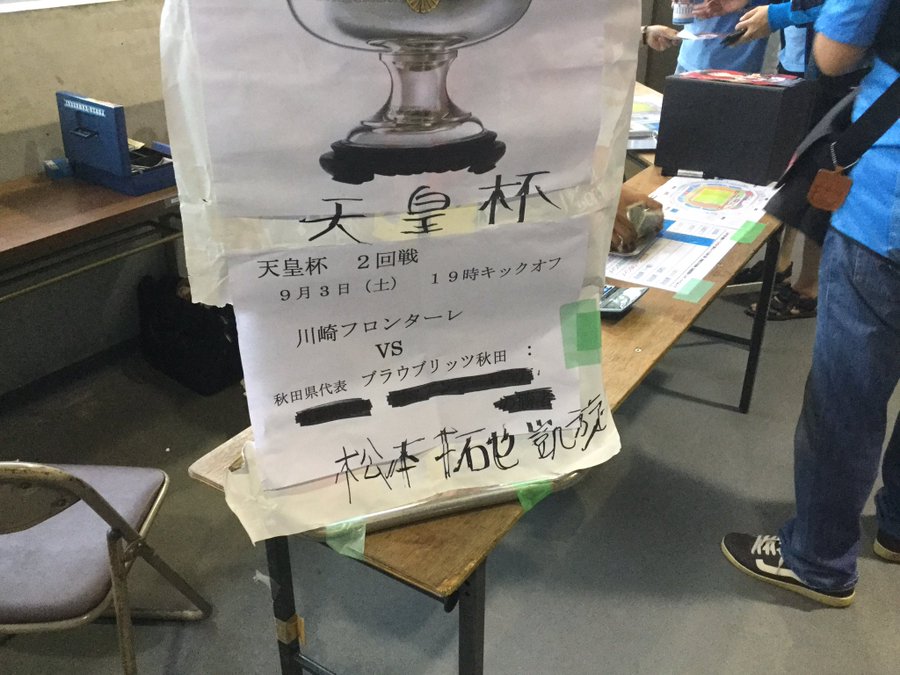 天皇杯
天皇杯 2回戦
9月3日(土) 19時キックオフ
川崎フロンターレ
VS
秋田県代表 ブラウブリッツ秋田 :
松本拓也凱旋